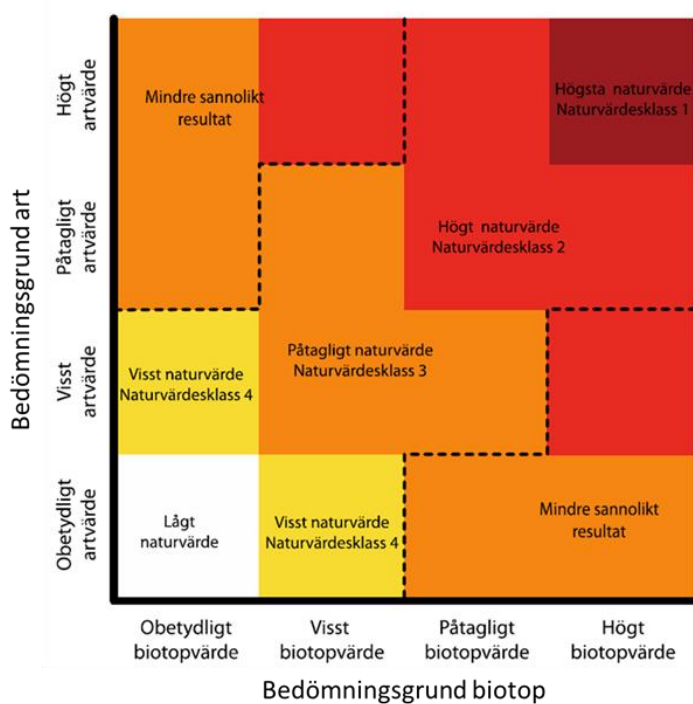 Bedömningsgrund art
Högt
artvärde
Påtagligt
artvärde
Visst
artvärde
Obetydligt
artvärde
Mindre sannolikt
resultat
Högsta naturvärde
Naturvärdesklass 1
Högt naturvärde
Naturvärdesklass 2
Påtagligt naturvärde
Naturvärdesklass 3
Visst naturvärde
Naturvärdesklass 4
Lågt
naturvärde
Visst naturvärde
Naturvärdesklass 4
Mindre sannolikt
resultat
Obetydligt
biotopvärde
Visst
biotopvärde
Påtagligt
biotopvärde
Högt
biotopvärde
Bedömningsgrund biotop